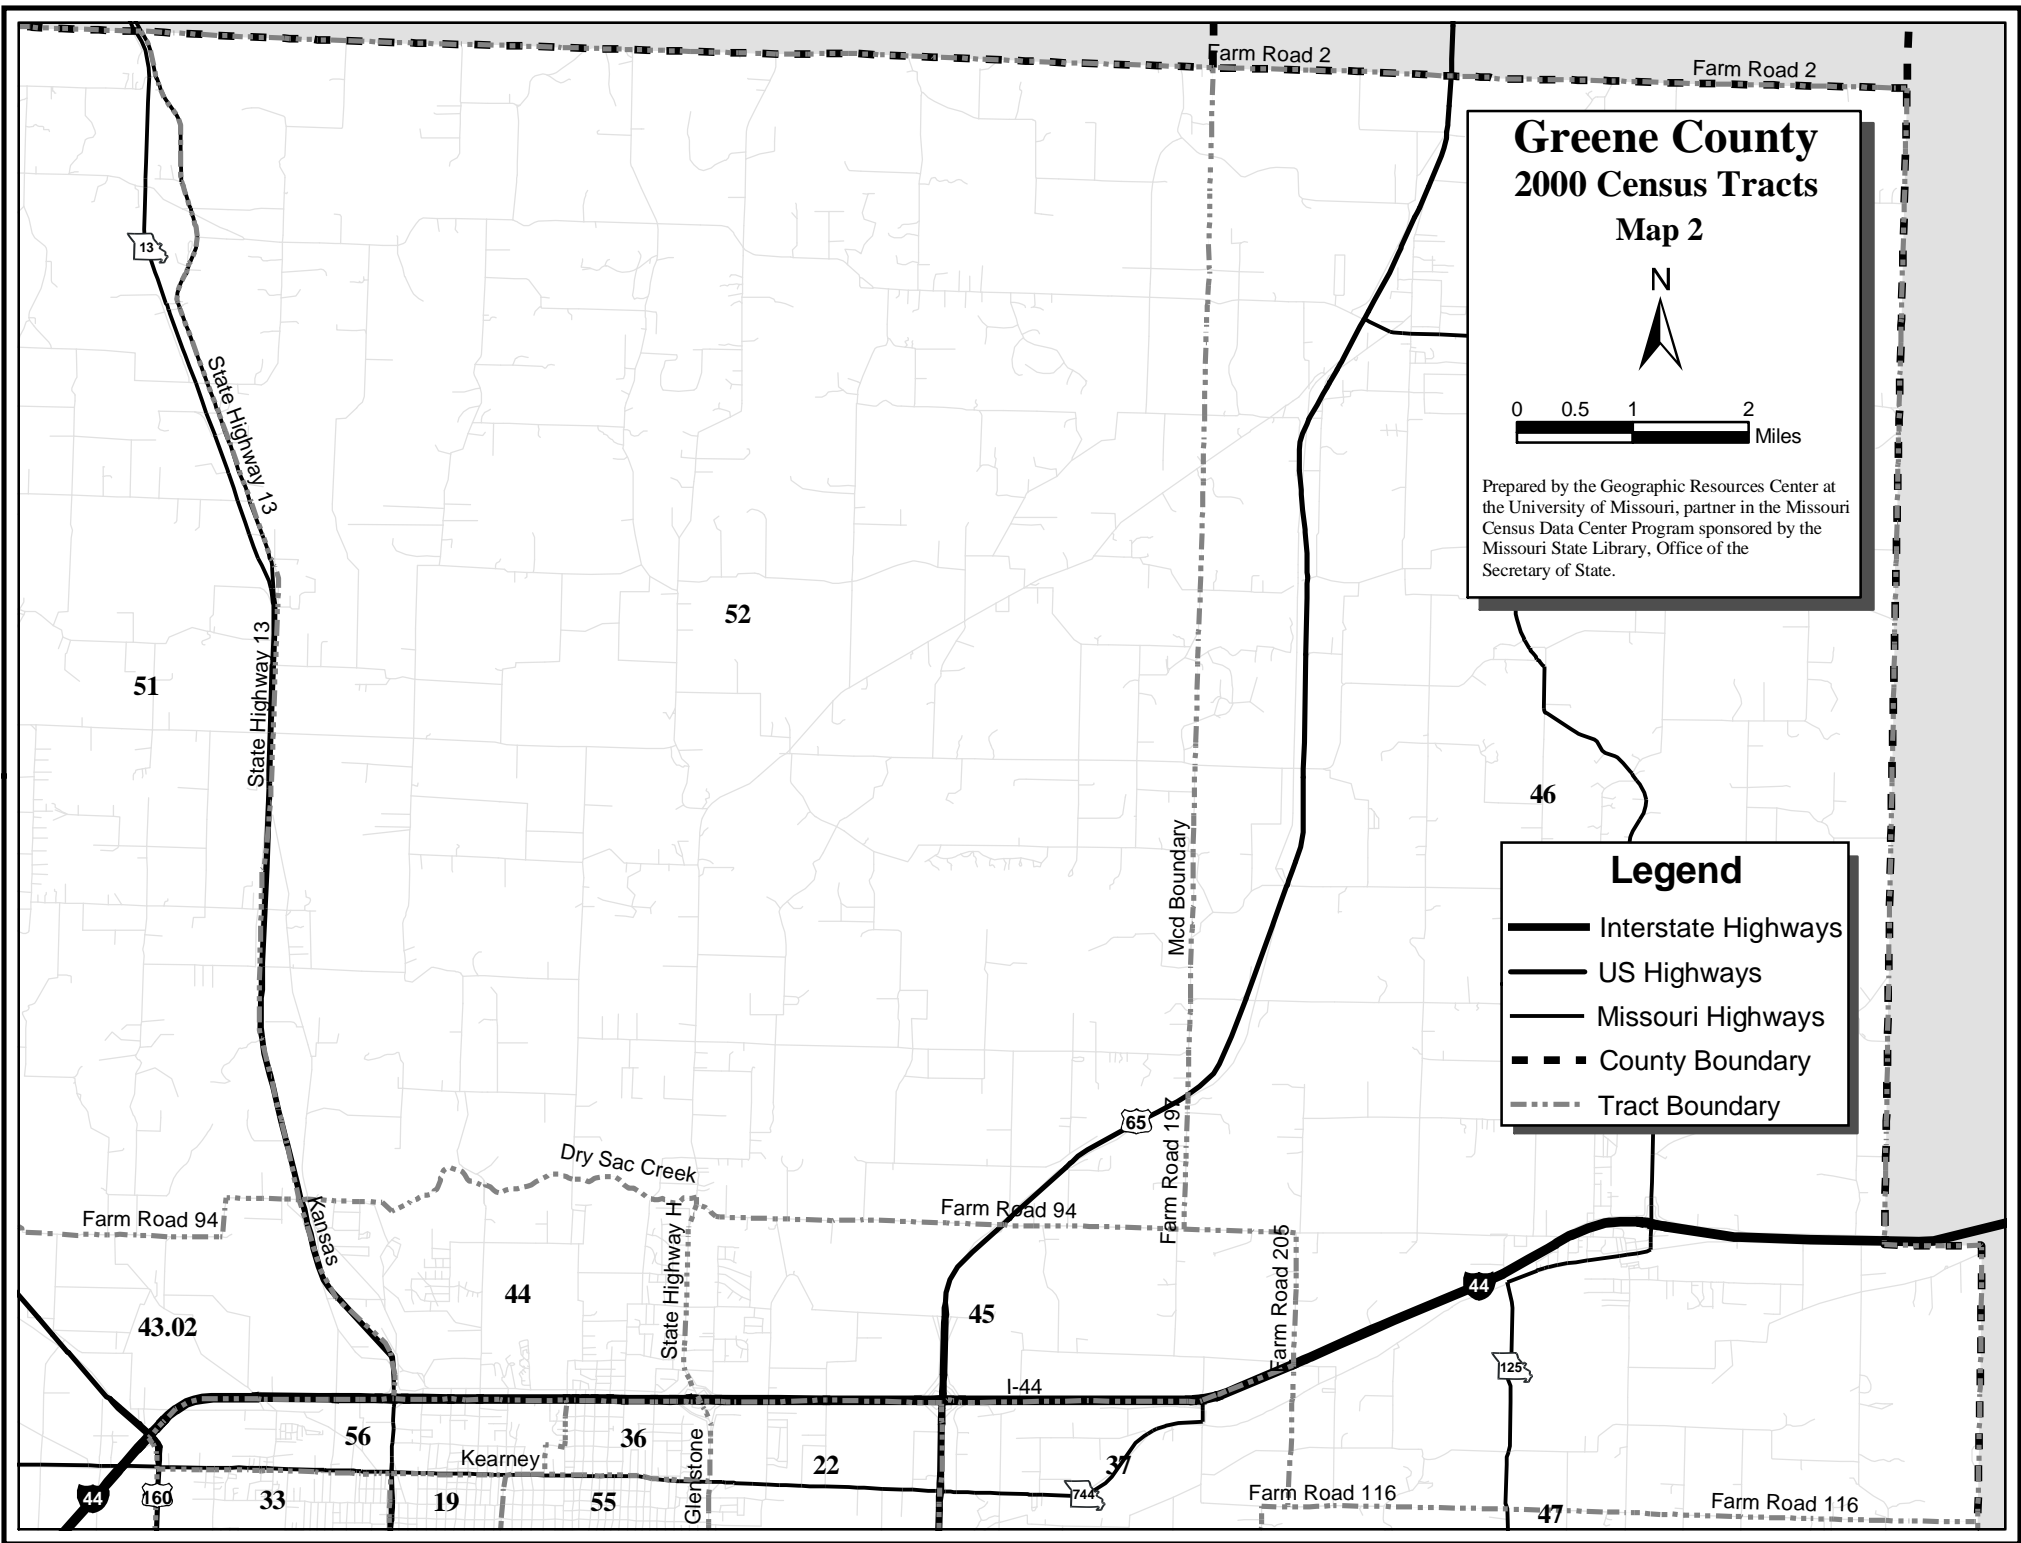 Farm Road 2
Farm Road 2
Greene County
2000 Census Tracts
Map 2
N
0 0.5 1 2
Miles
Prepared by the Geographic Resources Center at
the University of Missouri, partner in the Missouri
Census Data Center Program sponsored by the
Missouri State Library, Office of the
Secretary of State.
13
State Highway 13
52
51
State Highway 13
46
Mcd Boundary
Legend
Interstate Highways
US Highways
Missouri Highways
County Boundary
Tract Boundary
65
Farm Road 197
Dry Sac Creek
Farm Road 94
Kansas
State Highway H
Farm Road 94
Farm Road 205
44
44
45
43.02
125
I-44
56
36
Kearney
Glenstone
22
37
44
160
33
19
55
744
Farm Road 116
47
Farm Road 116